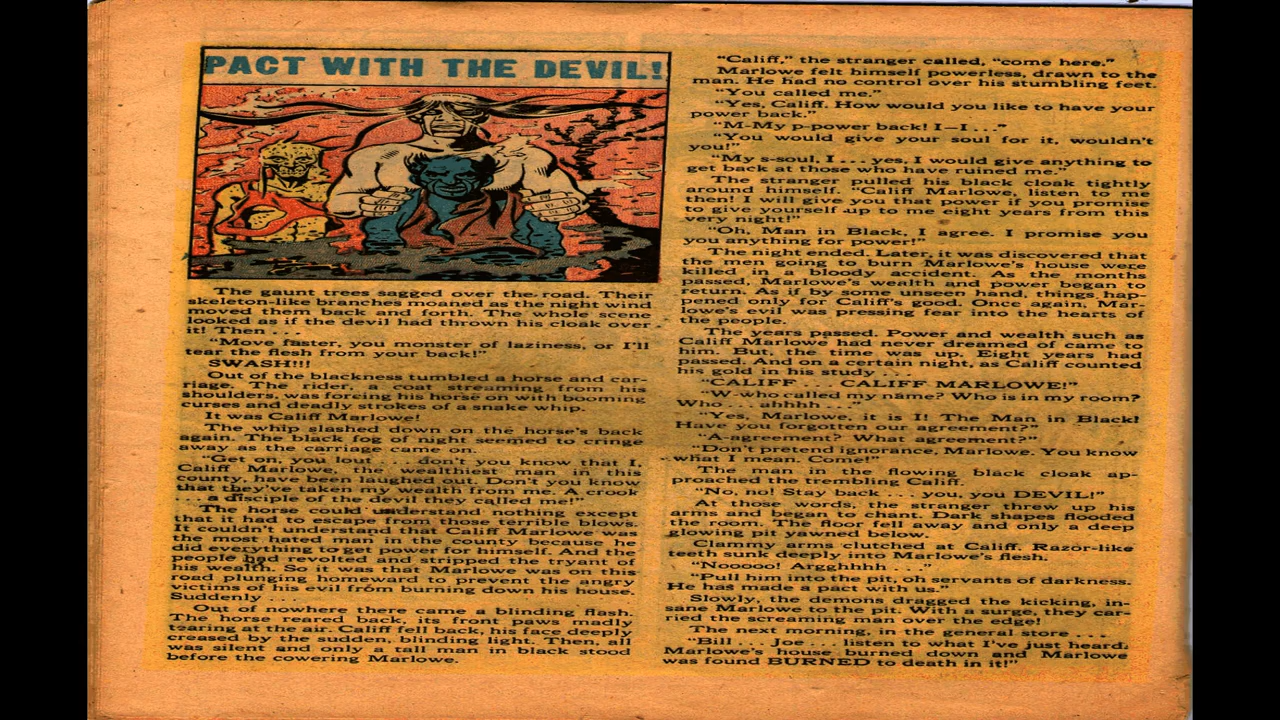 PACT WITH THE DEVIL!
The gaunt trees sagged over the road. Their
skeleton-like branches moaned as the night wind
moved them back and forth. The whole scene
looked as if the devil had thrown his cloak over
it! Then . .
"Move faster, you monster of laziness, or I'll
tear the flesh from your back!"
SWASH!!!
Out of the blackness tumbled a horse and car-
riage. The rider, a coat streaming from his
shoulders, was forcing his horse on with booming
curses and deadly strokes of a snake whip.
It was Califf Marlowe!
The whip slashed down on the horse's back
again. The black fog of night seemed to cringe
away as the carriage came on.
"Get on, you lout . . . don't you know that I,
Califf Marlowe, the wealthiest man in this
county, have been laughed out. Don't you know
that they've taken my wealth from me. A crook
. . . a disciple of the devil they called me!"
The horse could understand nothing except
that it had to escape from those terrible blows.
It couldn't understand that Califf Marlowe was
the most hated man in the county because he
did everything to get power for himself. And the
people had revolted and stripped the tryant of
his wealth. So it was that Marlowe was on this
road plunging homeward to prevent the angry
victims of his evil from burning down his house.
Suddenly . . .
Out of nowhere there came a blinding flash.
The horse reared back, its front paws madly
tearing at the air. Califf fell back, his face deeply
creased by the sudden, blinding light. Then, all
was silent and only a tall man in black stood
before the cowering Marlowe.
"Califf," the stranger called, "come here."
Marlowe felt himself powerless, drawn to the
man. He had no control over his stumbling feet.
"You called me."
"Yes, Califf. How would you like to have your
power back."
"M-My p-power back! I—I . . ."
"You would give your soul for it, wouldn't
you!"
"My s-soul, I . . . yes, I would give anything to
get back at those who have ruined me."
The stranger pulled his black cloak tightly
around himself. "Califf Marlowe, listen to me
then! I will give you that power if you promise
to give yourself up to me eight years from this
very night!"
"Oh, Man in Black, I agree. I promise you
you anything for power!"
The night ended. Later, it was discovered that
the men going to burn Marlowe's house were
killed in a bloody accident. As the months
passed, Marlowe's wealth and power began to
return. As if by some unseen hand, things hap-
pened only for Califf's good. Once again, Mar-
lowe's evil was pressing fear into the hearts of
the people.
The years passed. Power and wealth such as
Califf Marlowe had never dreamed of came to
him. But, the time was up. Eight years had
passed. And on a certain night, as Califf counted
his gold in his study . . .
"CALIFF . . . CALIFF MARLOWE!"
"W-who called my name? Who is in my room?
Who . . . ahhhh . . ."
"Yes, Marlowe, it is I! The Man in Black!
Have you forgotten our agreement?"
"A-agreement? What agreement?"
"Don't pretend ignorance, Marlowe. You know
what I mean. Come!"
The man in the flowing black cloak ap-
proached the trembling Califf.
"No, no! Stay back . . . you, you DEVIL!"
At those words, the stranger threw up his
arms and began to chant. Dark shapes flooded
the room. The floor fell away and only a deep
glowing pit yawned below.
Clammy arms clutched at Califf. Razor-like
teeth sunk deeply into Marlowe's flesh.
"Nooooo! Argghhhh . . ."
"Pull him into the pit, oh servants of darkness.
He has made a pact with us."
Slowly, the demons dragged the kicking, in-
sane Marlowe to the pit. With a surge, they car-
ried the screaming man over the edge!
The next morning, in the general store . . . .
"Bill . . . Joe . . . listen to what I've just heard:
Marlowe's house burned down and Marlowe
was found BURNED to death in it!"